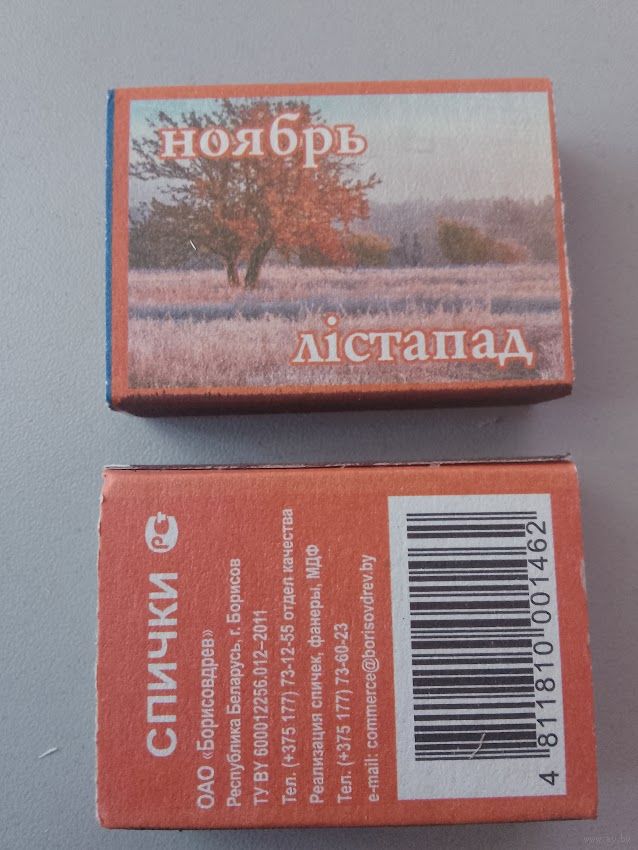 ноябрь
лістапад
СПИЧКИ
ОАО «Борисовдрев»
Республика Беларусь, г. Борисов
ТУ BY 600012256.012–2011
Тел. (+375 177) 73-12-55 отдел качества
Реализация спичек, фанеры, МДФ
Тел. (+375 177) 73-60-23
e-mail: commerce@borisovdrev.by
4 811810 001462